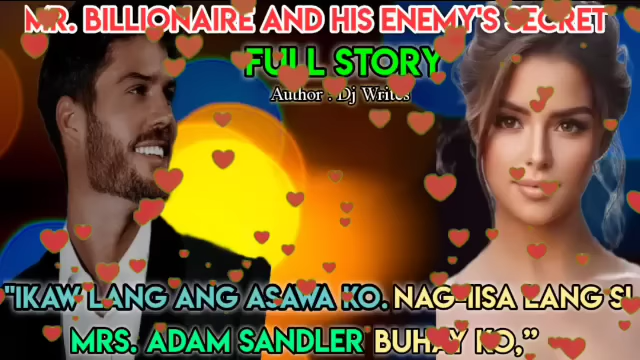 MR. BILLIONAIRE AND HIS ENEMY'S SECRET
FULL STORY
Author : Dj Writes
"IKAW LANG ANG ASAWA KO. NAG-IISA LANG SI
MRS. ADAM SANDLER BUHAY KO,”